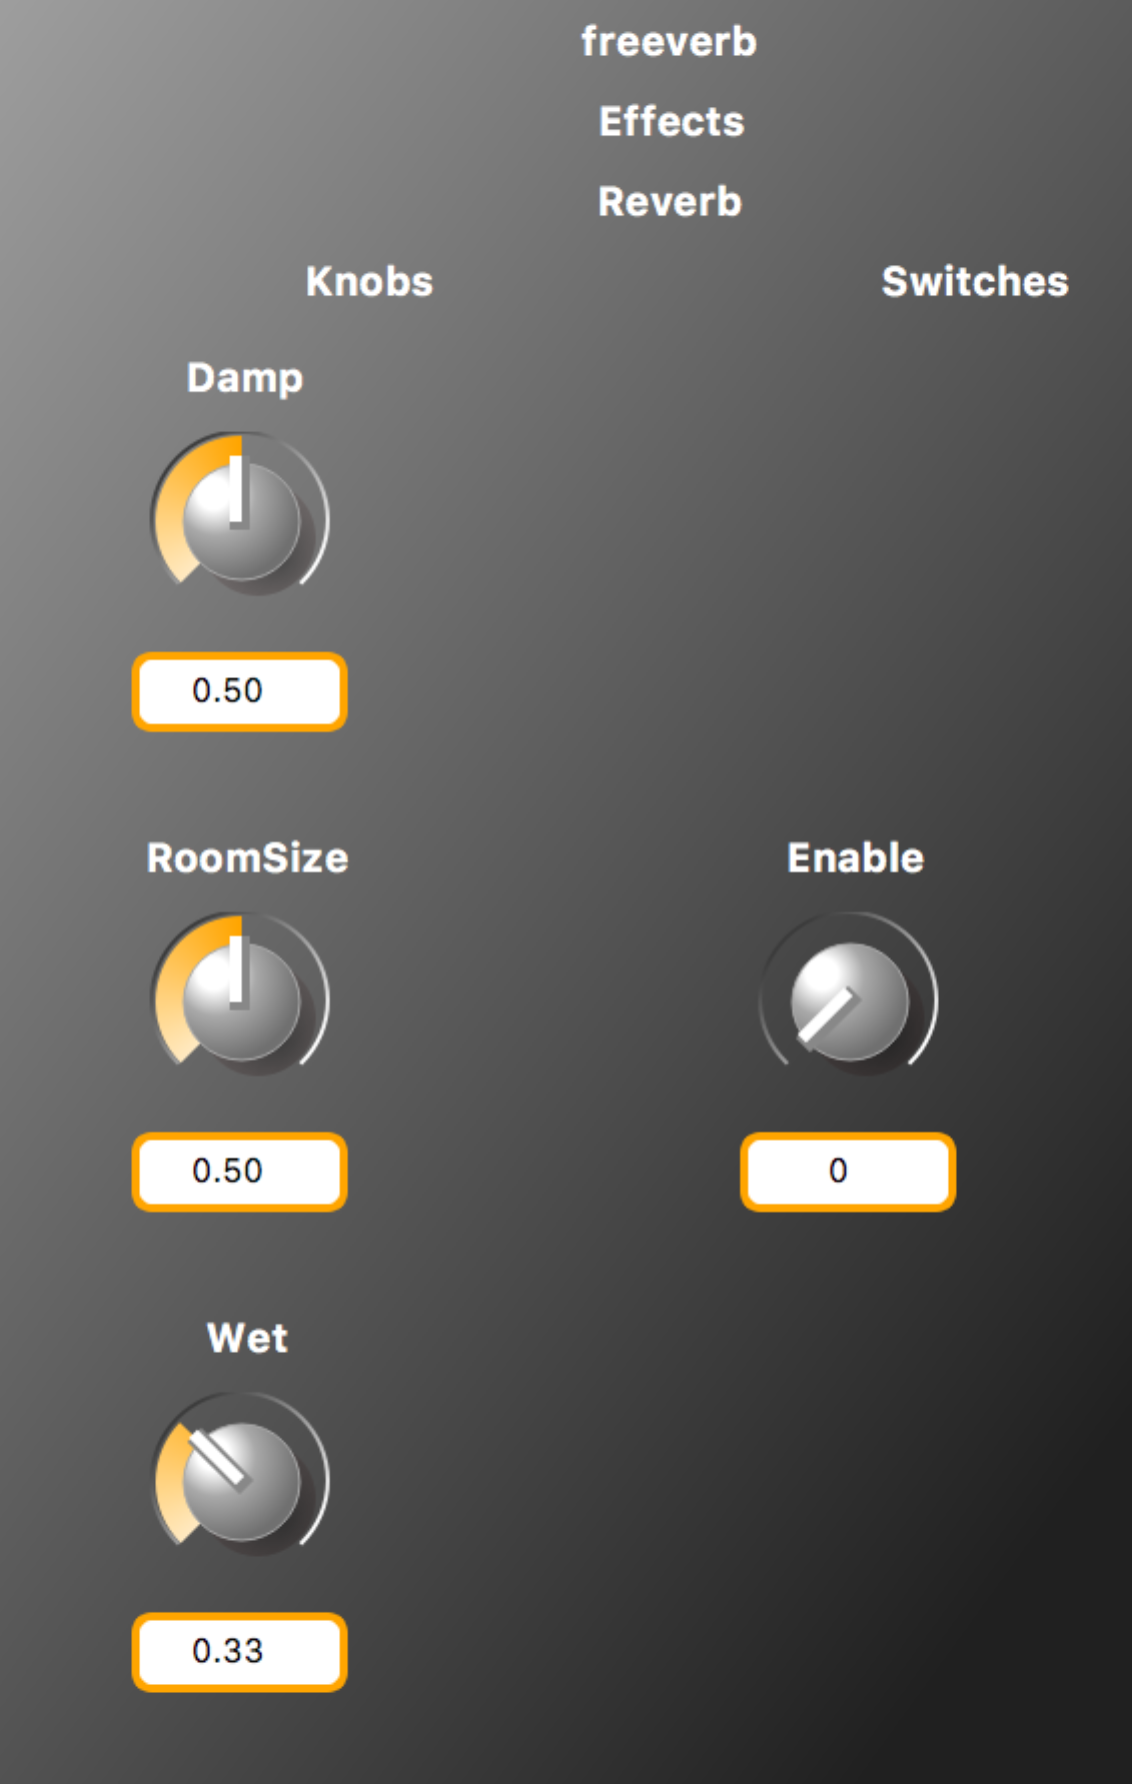 freeverb
Effects
Reverb
Knobs Switches
Damp
0.50
RoomSize Enable
0.50 0
Wet
0.33